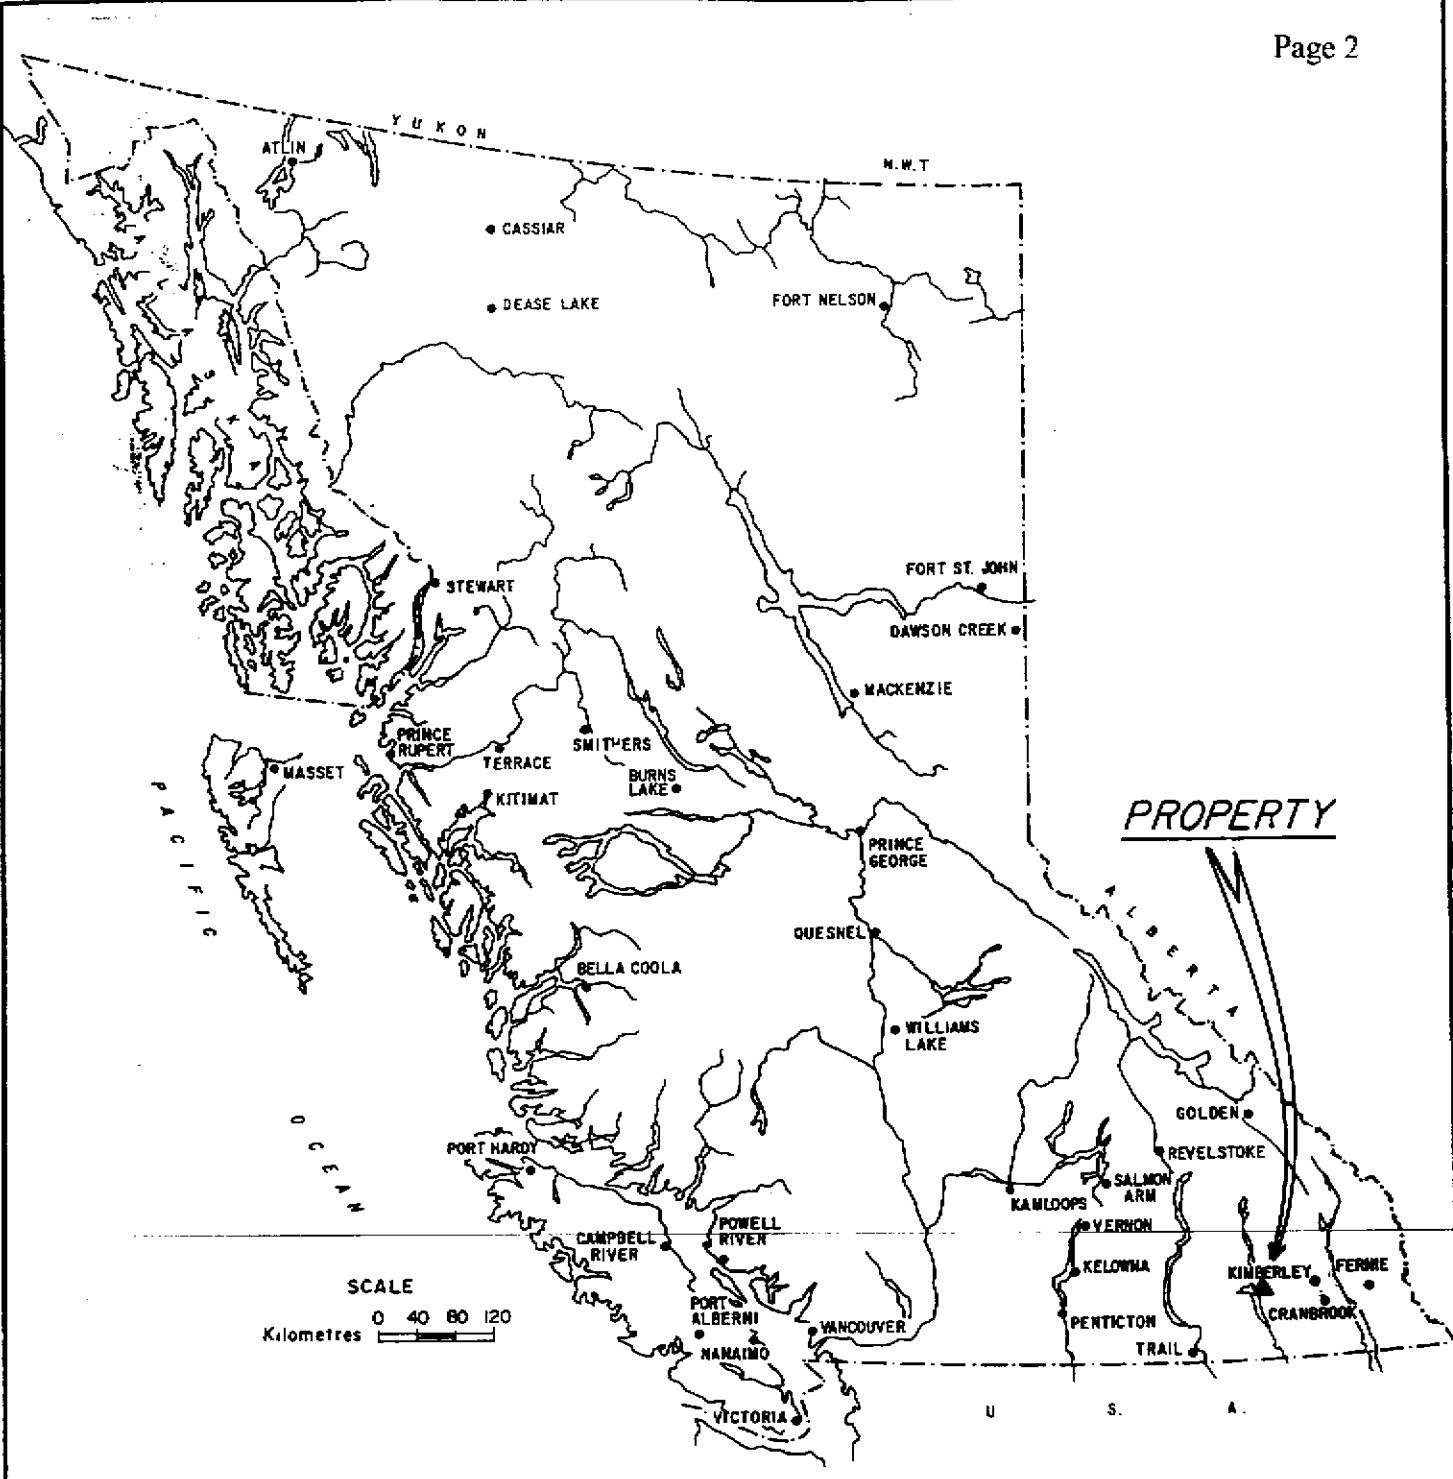 Page 2
YUKON
N.W.T
ATLIN
CASSIAR
DEASE LAKE
FORT NELSON
A L A S K A
STEWART
FORT ST. JOHN
DAWSON CREEK
MACKENZIE
PRINCE
RUPERT
TERRACE
SMITHERS
MASSET
BURNS
LAKE
KITIMAT
PACIFIC
PROPERTY
PRINCE
GEORGE
ALBERTA
QUESNEL
BELLA COOLA
WILLIAMS
LAKE
OCEAN
GOLDEN
PORT HARDY
REVELSTOKE
SALMON
ARM
KAMLOOPS
POWELL
RIVER
VERNON
CAMPBELL
RIVER
KELOWNA
KIMBERLEY
FERNIE
SCALE
0 40 80 120
Kilometres
PORT
ALBERNI
CRANBROOK
PENTICTON
VANCOUVER
NANAIMO
TRAIL
VICTORIA
U S. A.